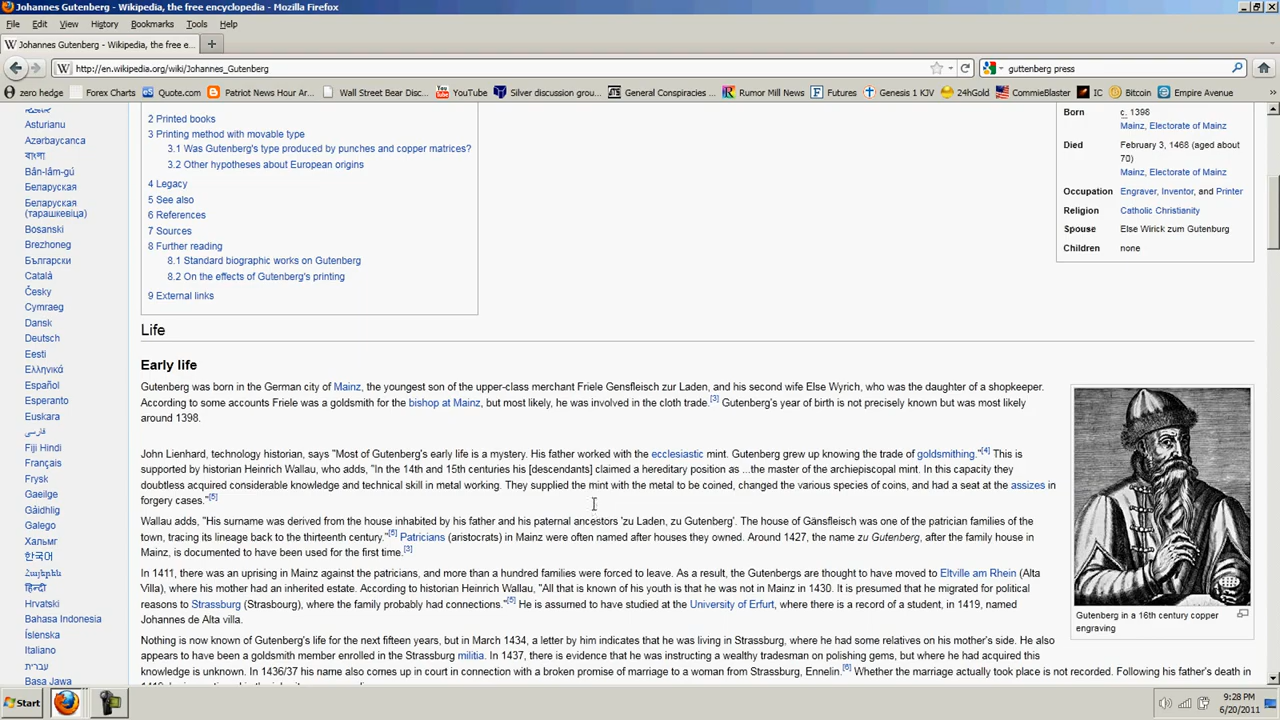 Johannes Gutenberg - Wikipedia, the free encyclopedia - Mozilla Firefox
File Edit View History Bookmarks Tools Help
Johannes Gutenberg - Wikipedia, the free e...
http://en.wikipedia.org/wiki/Johannes_Gutenberg
guttenberg press
zero hedge Forex Charts Quote.com Patriot News Hour Ar... Wall Street Bear Disc... YouTube Silver discussion grou... General Conspiracies ... Rumor Mill News Futures Genesis 1 KJV 24hGold CommieBlaster IC Bitcoin Empire Avenue
Asturianu
Azərbaycanca
বাংলা
Bân-lâm-gú
Беларуская
Беларуская
(тарашкевіца)
Bosanski
Brezhoneg
Български
Català
Česky
Cymraeg
Dansk
Deutsch
Eesti
Ελληνικά
Español
Esperanto
Euskara
فارسی
Fiji Hindi
Français
Frysk
Gaeilge
Gàidhlig
Galego
Хальмг
한국어
Հայերեն
हिन्दी
Hrvatski
Bahasa Indonesia
Íslenska
Italiano
עברית
Basa Jawa
2 Printed books
3 Printing method with movable type
3.1 Was Gutenberg's type produced by punches and copper matrices?
3.2 Other hypotheses about European origins
4 Legacy
5 See also
6 References
7 Sources
8 Further reading
8.1 Standard biographic works on Gutenberg
8.2 On the effects of Gutenberg's printing
9 External links
Born c. 1398
Mainz, Electorate of Mainz
Died February 3, 1468 (aged about
70)
Mainz, Electorate of Mainz
Occupation Engraver, Inventor, and Printer
Religion Catholic Christianity
Spouse Else Wirick zum Gutenburg
Children none
Life
Early life
Gutenberg was born in the German city of Mainz, the youngest son of the upper-class merchant Friele Gensfleisch zur Laden, and his second wife Else Wyrich, who was the daughter of a shopkeeper.
According to some accounts Friele was a goldsmith for the bishop at Mainz, but most likely, he was involved in the cloth trade.[3] Gutenberg's year of birth is not precisely known but was most likely
around 1398.
John Lienhard, technology historian, says "Most of Gutenberg's early life is a mystery. His father worked with the ecclesiastic mint. Gutenberg grew up knowing the trade of goldsmithing."[4] This is
supported by historian Heinrich Wallau, who adds, "In the 14th and 15th centuries his [descendants] claimed a hereditary position as ...the master of the archiepiscopal mint. In this capacity they
doubtless acquired considerable knowledge and technical skill in metal working. They supplied the mint with the metal to be coined, changed the various species of coins, and had a seat at the assizes in
forgery cases."[5]
Wallau adds, "His surname was derived from the house inhabited by his father and his paternal ancestors 'zu Laden, zu Gutenberg'. The house of Gänsfleisch was one of the patrician families of the
town, tracing its lineage back to the thirteenth century."[5] Patricians (aristocrats) in Mainz were often named after houses they owned. Around 1427, the name zu Gutenberg, after the family house in
Mainz, is documented to have been used for the first time.[3]
In 1411, there was an uprising in Mainz against the patricians, and more than a hundred families were forced to leave. As a result, the Gutenbergs are thought to have moved to Eltville am Rhein (Alta
Villa), where his mother had an inherited estate. According to historian Heinrich Wallau, "All that is known of his youth is that he was not in Mainz in 1430. It is presumed that he migrated for political
reasons to Strassburg (Strasbourg), where the family probably had connections."[5] He is assumed to have studied at the University of Erfurt, where there is a record of a student, in 1419, named
Johannes de Alta villa.
Nothing is now known of Gutenberg's life for the next fifteen years, but in March 1434, a letter by him indicates that he was living in Strassburg, where he had some relatives on his mother's side. He also
appears to have been a goldsmith member enrolled in the Strassburg militia. In 1437, there is evidence that he was instructing a wealthy tradesman on polishing gems, but where he had acquired this
knowledge is unknown. In 1436/37 his name also comes up in court in connection with a broken promise of marriage to a woman from Strassburg, Ennelin.[6] Whether the marriage actually took place is not recorded. Following his father's death in
Gutenberg in a 16th century copper
engraving
Start
9:28 PM
6/20/2011